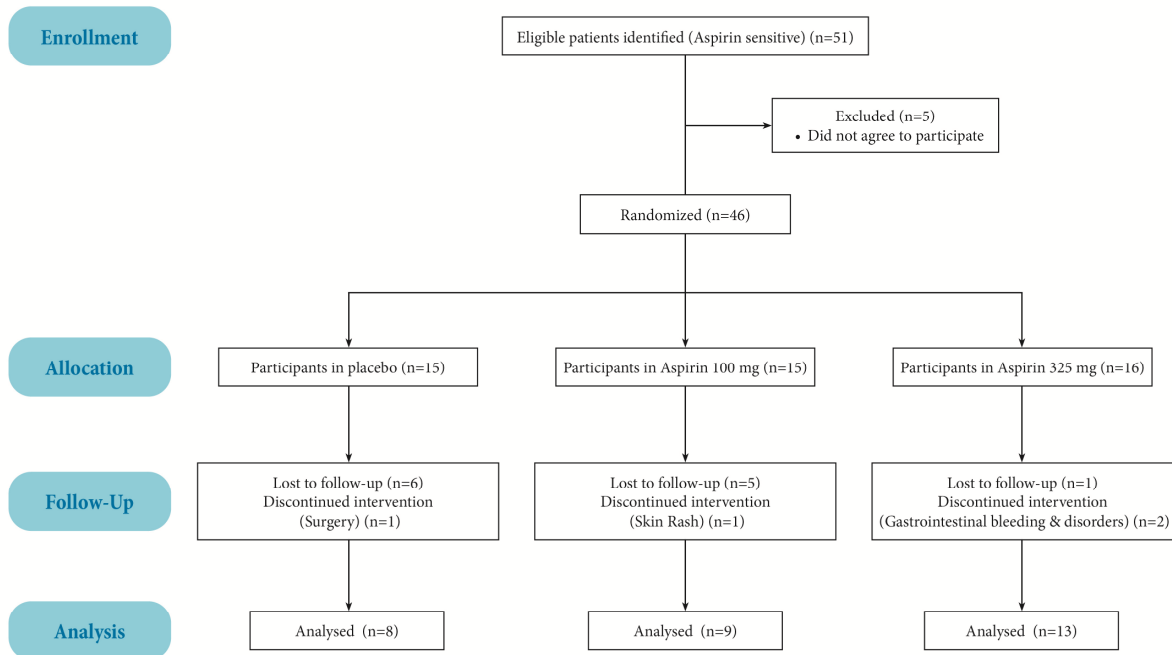 Enrollment
Eligible patients identified (Aspirin sensitive) (n=51)
Excluded (n=5)
• Did not agree to participate
Randomized (n=46)
Allocation
Participants in placebo (n=15)
Participants in Aspirin 100 mg (n=15)
Participants in Aspirin 325 mg (n=16)
Follow-Up
Lost to follow-up (n=6)
Discontinued intervention
(Surgery) (n=1)
Lost to follow-up (n=5)
Discontinued intervention
(Skin Rash) (n=1)
Lost to follow-up (n=1)
Discontinued intervention
(Gastrointestinal bleeding & disorders) (n=2)
Analysis
Analysed (n=8)
Analysed (n=9)
Analysed (n=13)